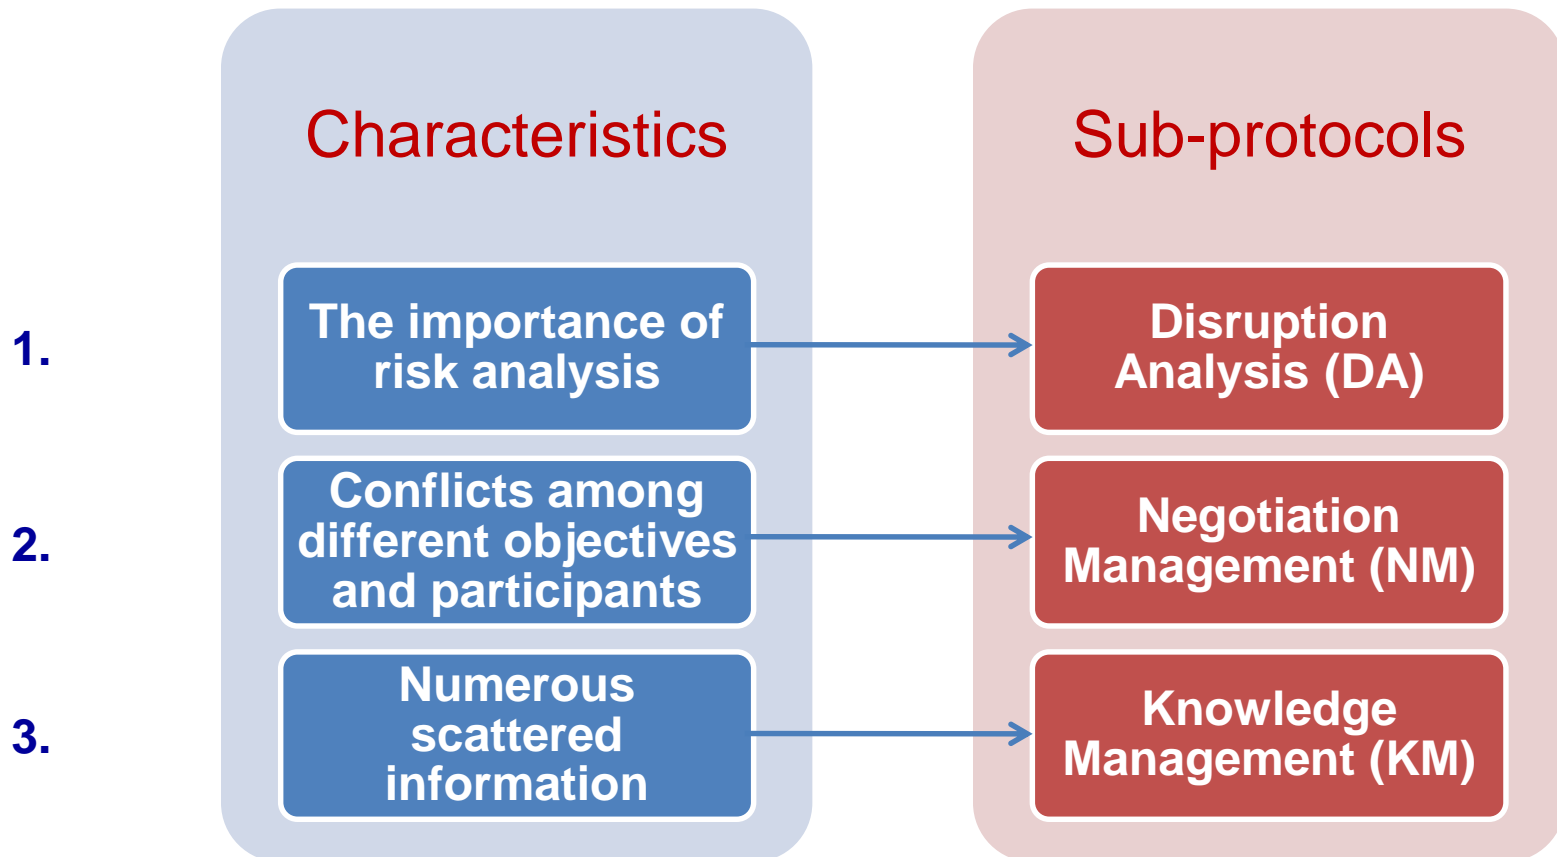 Characteristics
Sub-protocols
1.
The importance of
risk analysis
Disruption
Analysis (DA)
2.
Conflicts among
different objectives
and participants
Negotiation
Management (NM)
3.
Numerous
scattered
information
Knowledge
Management (KM)